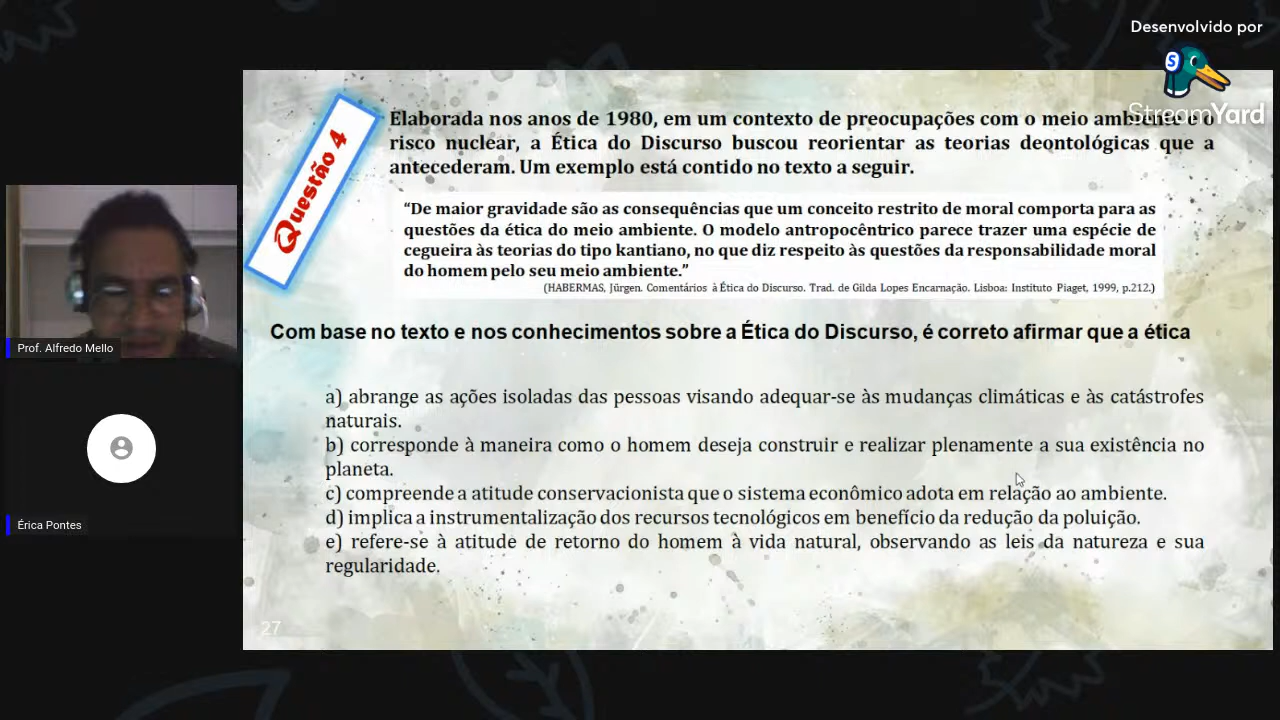 Desenvolvido por
S
StreamYard
Questão 4
Elaborada nos anos de 1980, em um contexto de preocupações com o meio ambiente e o
risco nuclear, a Ética do Discurso buscou reorientar as teorias deontológicas que a
antecederam. Um exemplo está contido no texto a seguir.
“De maior gravidade são as consequências que um conceito restrito de moral comporta para as
questões da ética do meio ambiente. O modelo antropocêntrico parece trazer uma espécie de
cegueira às teorias do tipo kantiano, no que diz respeito às questões da responsabilidade moral
do homem pelo seu meio ambiente.”
(HABERMAS, Jürgen. Comentários à Ética do Discurso. Trad. de Gilda Lopes Encarnação. Lisboa: Instituto Piaget, 1999, p.212.)
Com base no texto e nos conhecimentos sobre a Ética do Discurso, é correto afirmar que a ética
a) abrange as ações isoladas das pessoas visando adequar-se às mudanças climáticas e às catástrofes
naturais.
b) corresponde à maneira como o homem deseja construir e realizar plenamente a sua existência no
planeta.
c) compreende a atitude conservacionista que o sistema econômico adota em relação ao ambiente.
d) implica a instrumentalização dos recursos tecnológicos em benefício da redução da poluição.
e) refere-se à atitude de retorno do homem à vida natural, observando as leis da natureza e sua
regularidade.
27
Prof. Alfredo Mello
Érica Pontes